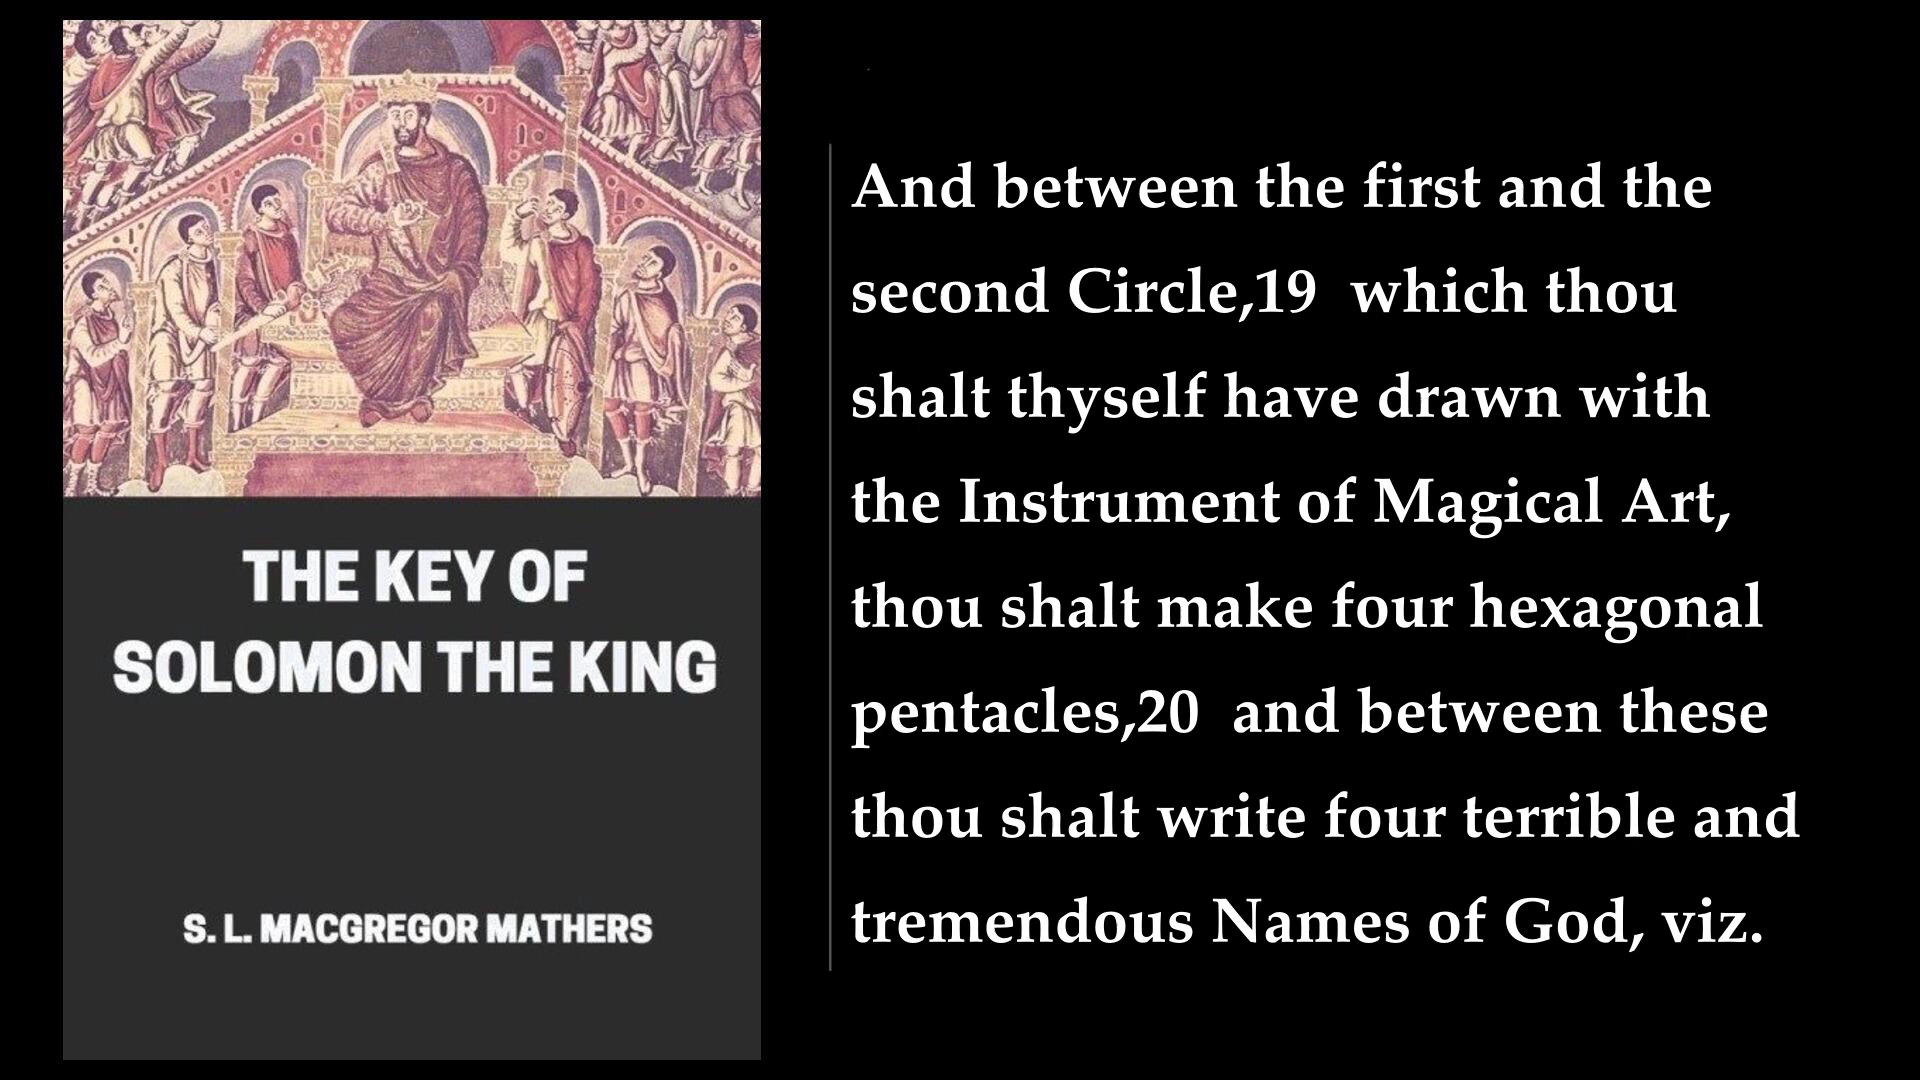 THE KEY OF
SOLOMON THE KING
S. L. MACGREGOR MATHERS
And between the first and the
second Circle,19  which thou
shalt thyself have drawn with
the Instrument of Magical Art,
thou shalt make four hexagonal
pentacles,20  and between these
thou shalt write four terrible and
tremendous Names of God, viz.